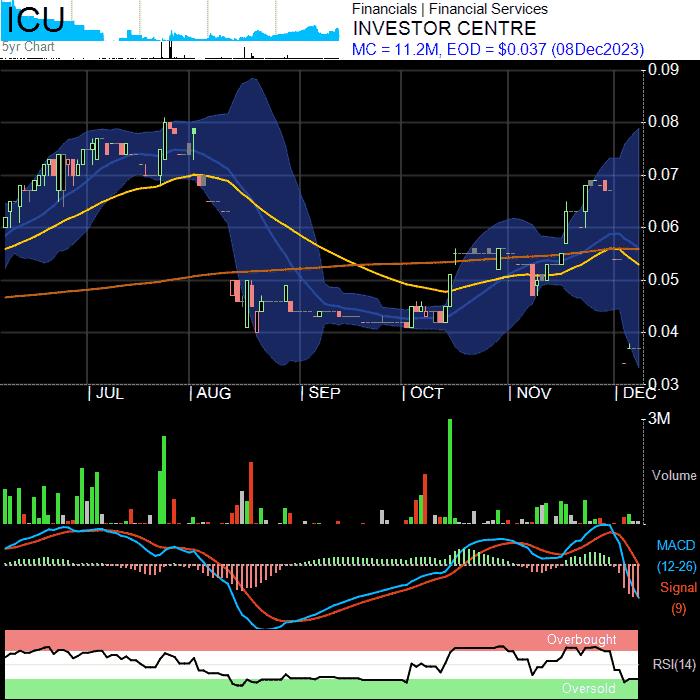 ICU
5yr Chart
Financials | Financial Services
INVESTOR CENTRE
MC = 11.2M, EOD = $0.037 (08Dec2023)
0.09
0.08
0.07
0.06
0.05
0.04
0.03
JUL AUG SEP OCT NOV DEC
3M
Volume
MACD
(12-26)
Signal
(9)
Overbought
RSI(14)
Oversold